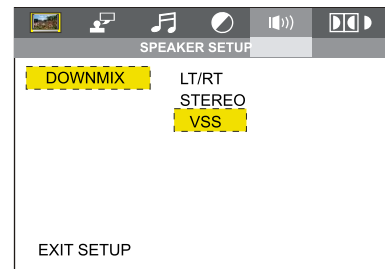 SPEAKER SETUP
DOWNMIX
LT/RT
STEREO
VSS
EXIT SETUP